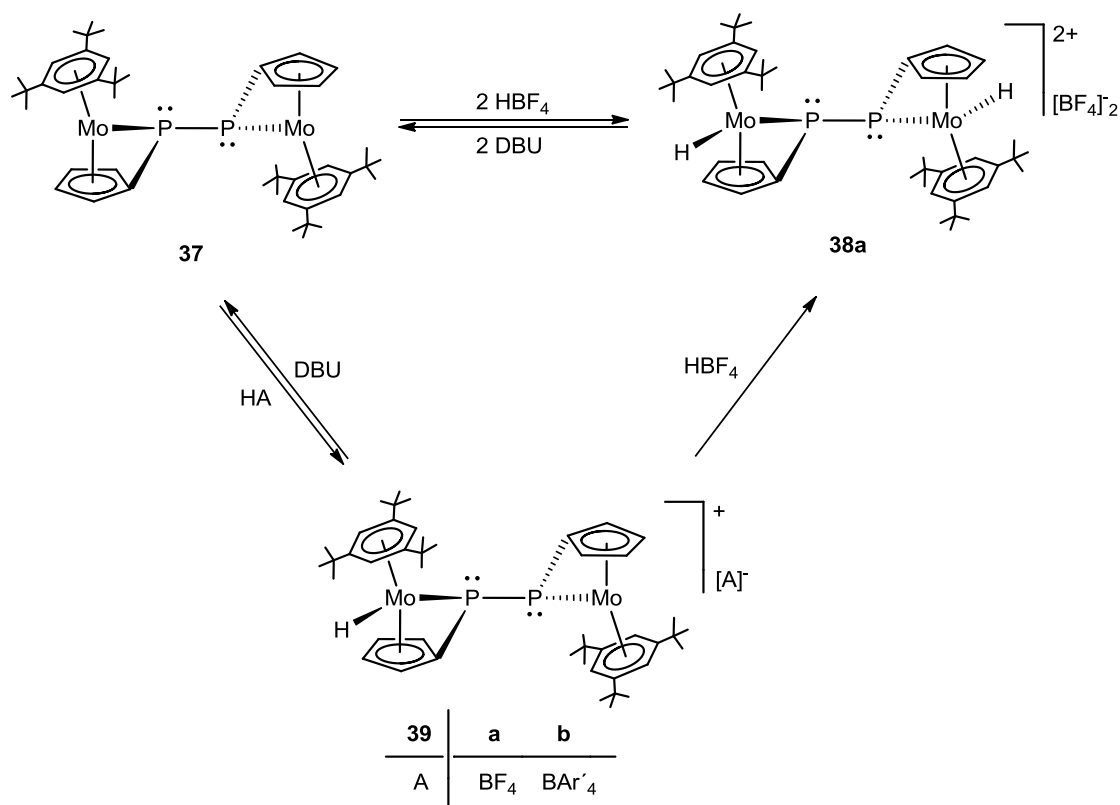 2+
[BF₄]⁻₂
H
Mo P P Mo
H
2 HBF₄
2 DBU
Mo P P Mo
37
38a
DBU
HA
HBF₄
+
[A]⁻
Mo P P Mo
H
39 a b
A BF₄ BAr´₄